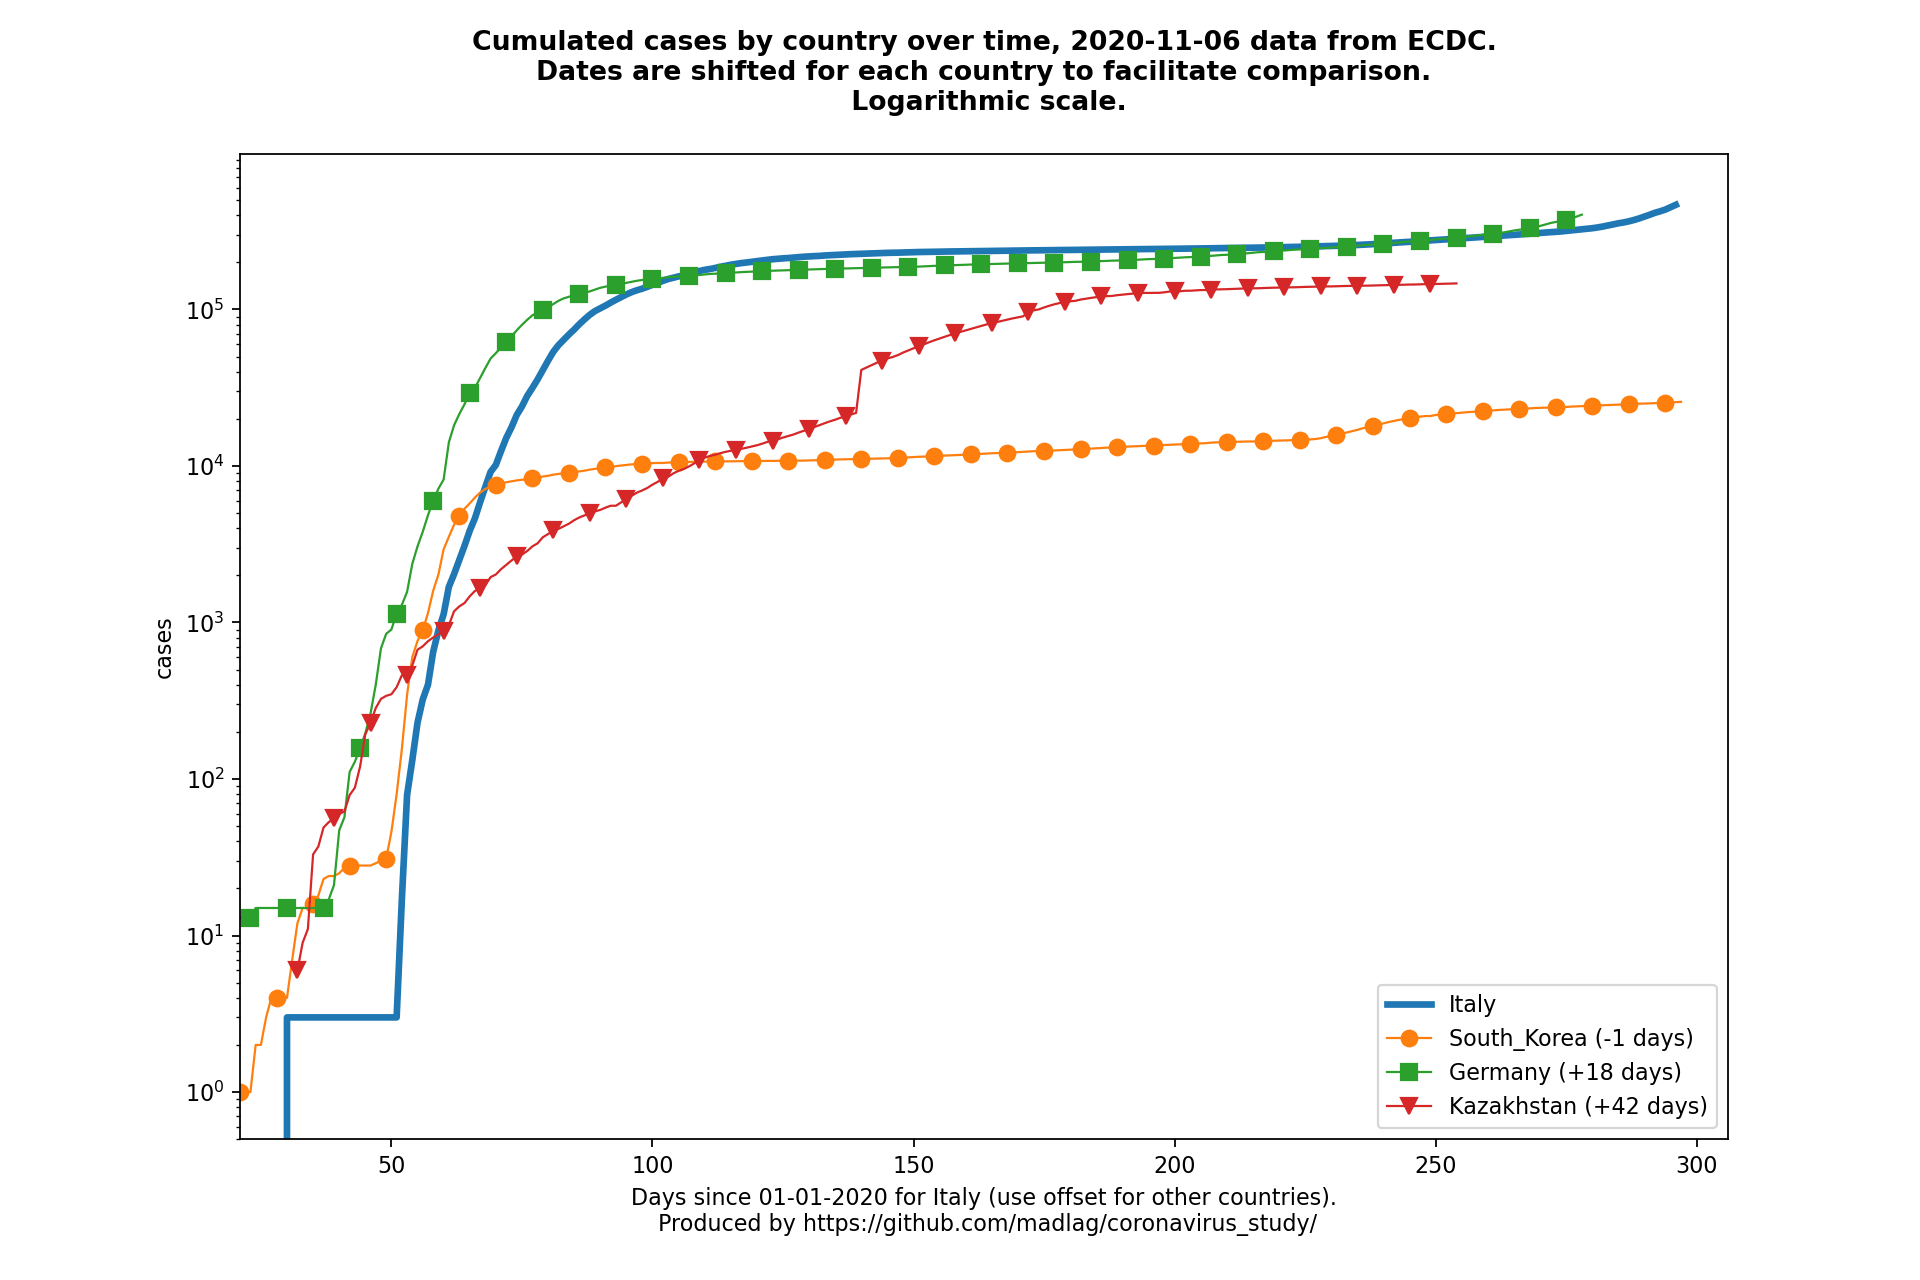 Cumulated cases by country over time, 2020-11-06 data from ECDC.
Dates are shifted for each country to facilitate comparison.
Logarithmic scale.
10^5
10^4
10^3
10^2
10^1
10^0
cases
Italy
South_Korea (-1 days)
Germany (+18 days)
Kazakhstan (+42 days)
50 100 150 200 250 300
Days since 01-01-2020 for Italy (use offset for other countries).
Produced by https://github.com/madlag/coronavirus_study/